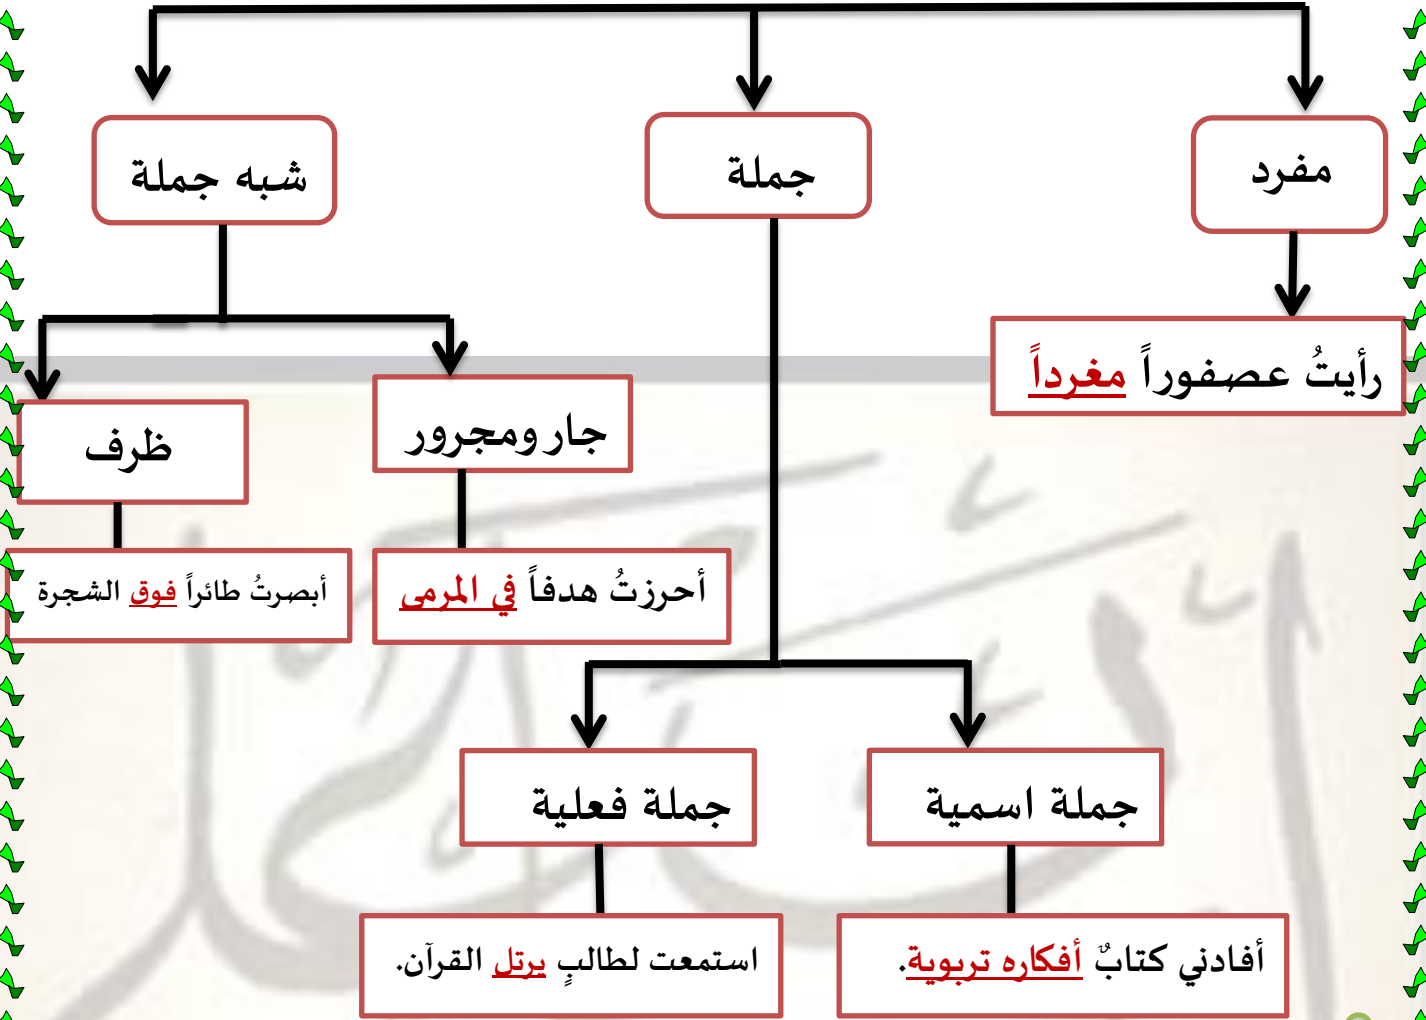 مفرد
جملة
شبه جملة
رأيتُ عصفوراً مغرداً
جار ومجرور
ظرف
أحرزتُ هدفاً في المرمى
أبصرتُ طائراً فوق الشجرة
جملة اسمية
جملة فعلية
أفادني كتابٌ أفكاره تربوية.
استمعت لطالبٍ يرتل القرآن.